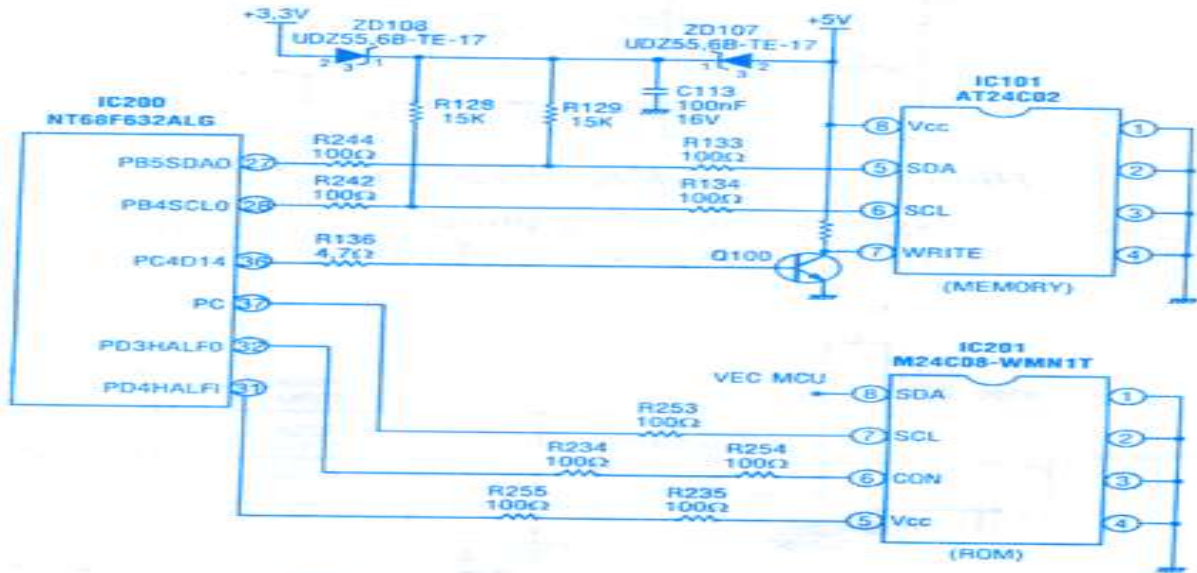 +3,3V
ZD108
UDZ55,6B-TE-17
ZD107
UDZ55,6B-TE-17
+5V
2 3 1
1 3 2
IC200
NT68F632ALG
R128
15K
R129
15K
C113
100nF
16V
IC101
AT24C02
PB5SDA0 27
R244
100Ω
R133
100Ω
8 Vcc 1
5 SDA 2
PB4SCL0 28
R242
100Ω
R134
100Ω
6 SCL 3
PC4D14 36
R136
4,7Ω
Q100
7 WRITE 4
(MEMORY)
PC 37
PD3HALF0 32
PD4HALFI 31
IC201
M24C08-WMN1T
VEC MCU
8 SDA 1
R253
100Ω
7 SCL 2
R234
100Ω
R254
100Ω
6 CON 3
R255
100Ω
R235
100Ω
5 Vcc 4
(ROM)